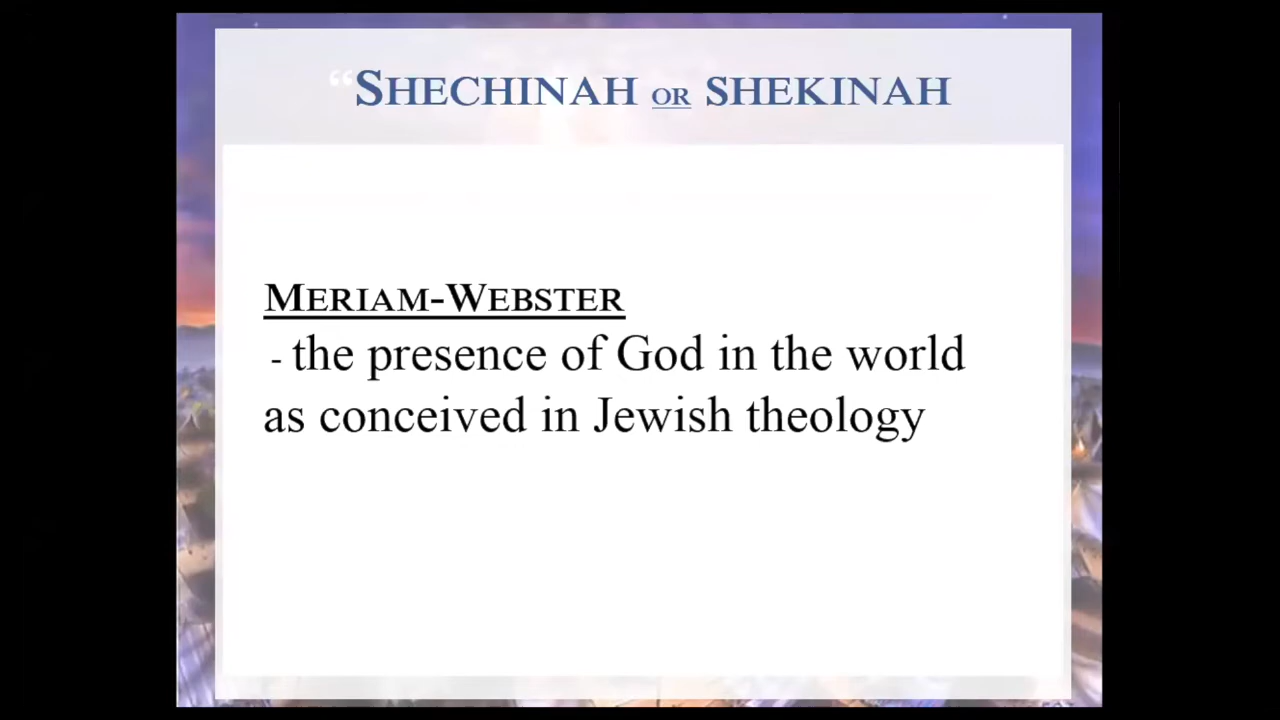 “SHECHINAH OR SHEKINAH
MERIAM-WEBSTER
- the presence of God in the world
as conceived in Jewish theology